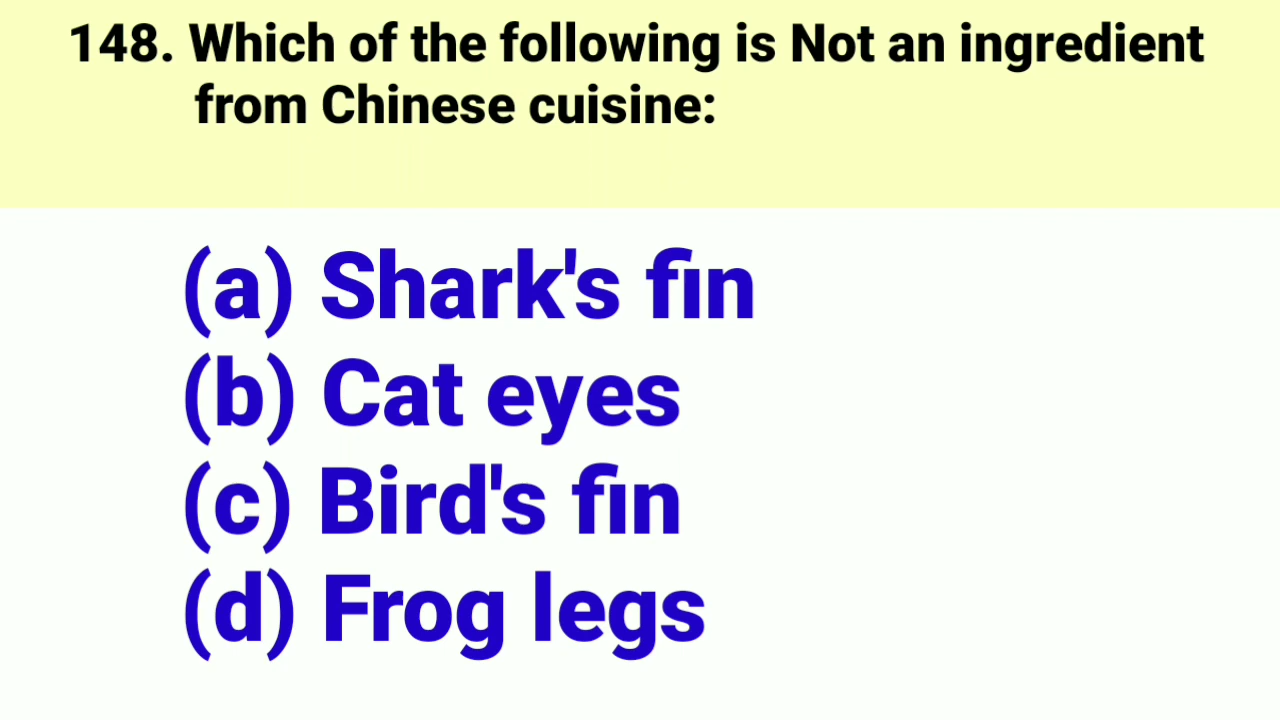 148. Which of the following is Not an ingredient
from Chinese cuisine:
(a) Shark's fin
(b) Cat eyes
(c) Bird's fin
(d) Frog legs